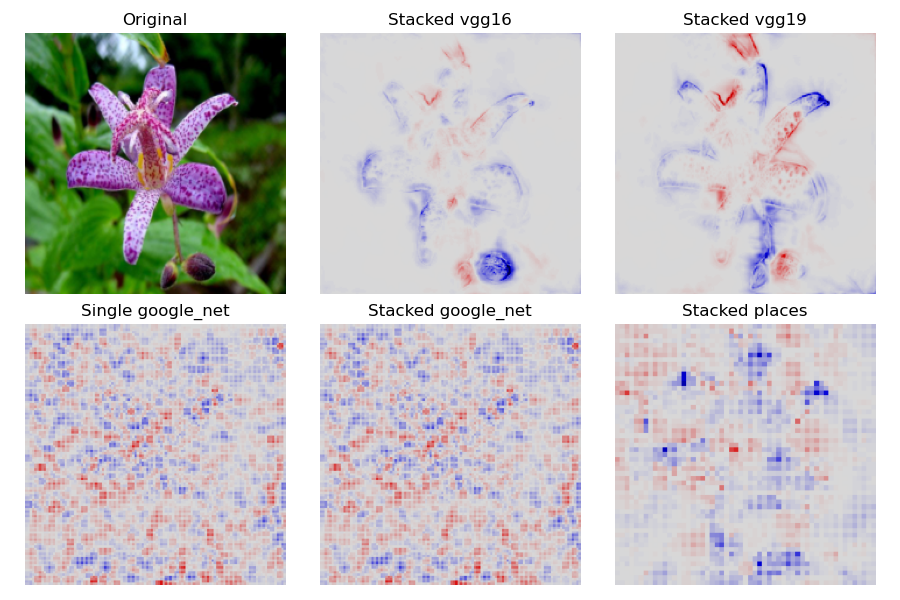 Original
Stacked vgg16
Stacked vgg19
Single google_net
Stacked google_net
Stacked places